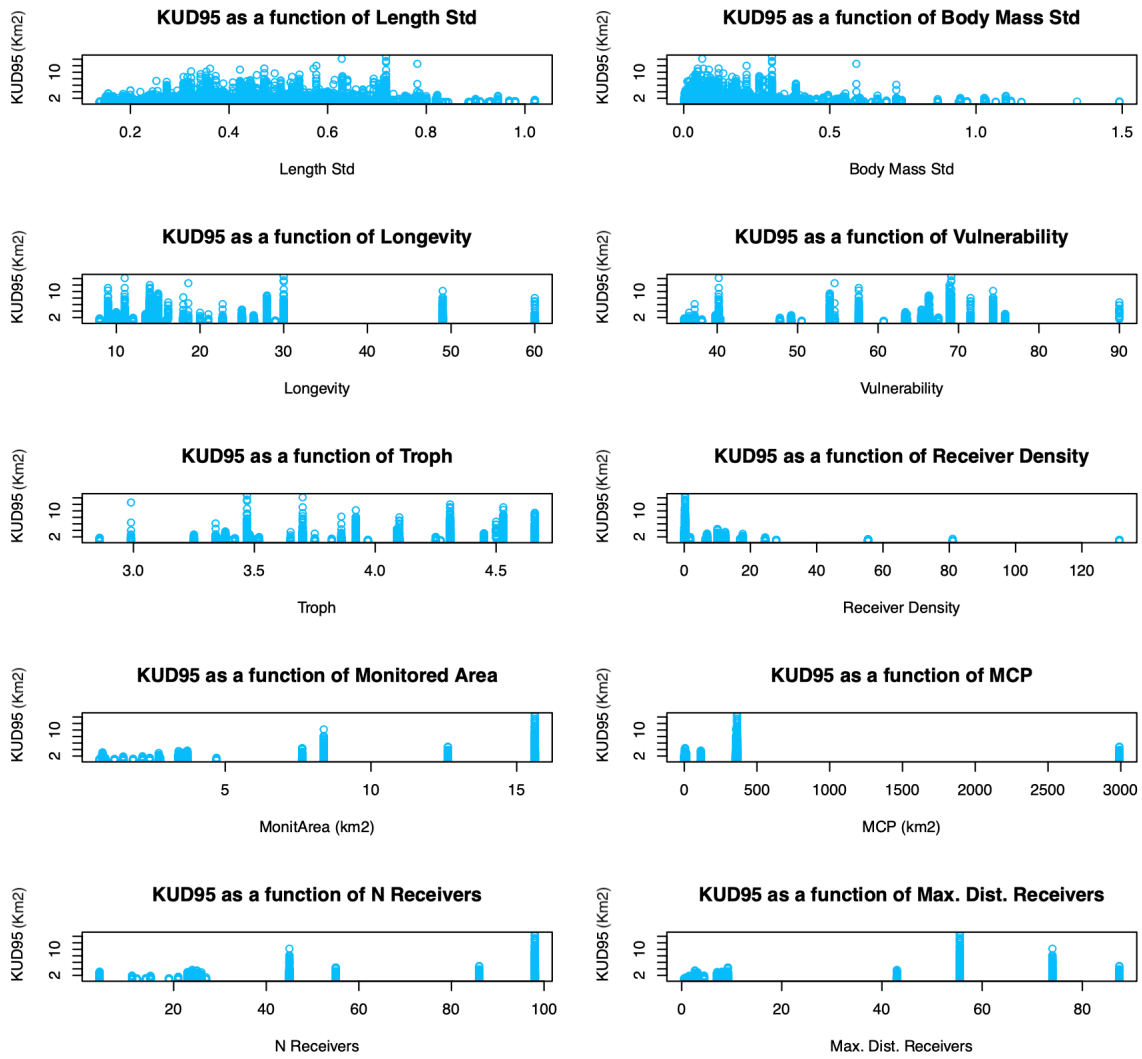 KUD95 as a function of Length Std
KUD95 (Km2)
2 10
0.2 0.4 0.6 0.8 1.0
Length Std
KUD95 as a function of Body Mass Std
KUD95 (Km2)
2 10
0.0 0.5 1.0 1.5
Body Mass Std
KUD95 as a function of Longevity
KUD95 (Km2)
2 10
10 20 30 40 50 60
Longevity
KUD95 as a function of Vulnerability
KUD95 (Km2)
2 10
40 50 60 70 80 90
Vulnerability
KUD95 as a function of Troph
KUD95 (Km2)
2 10
3.0 3.5 4.0 4.5
Troph
KUD95 as a function of Receiver Density
KUD95 (Km2)
2 10
0 20 40 60 80 100 120
Receiver Density
KUD95 as a function of Monitored Area
KUD95 (Km2)
2 10
5 10 15
MonitArea (km2)
KUD95 as a function of MCP
KUD95 (Km2)
2 10
0 500 1000 1500 2000 2500 3000
MCP (km2)
KUD95 as a function of N Receivers
KUD95 (Km2)
2 10
20 40 60 80 100
N Receivers
KUD95 as a function of Max. Dist. Receivers
KUD95 (Km2)
2 10
0 20 40 60 80
Max. Dist. Receivers